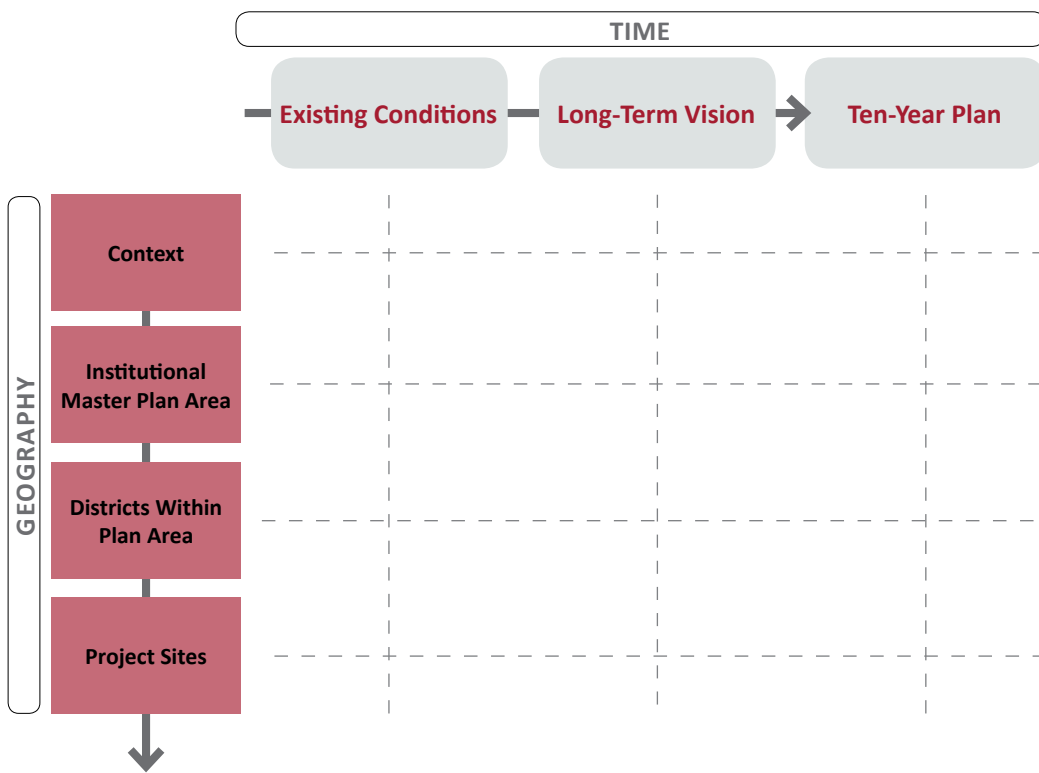 TIME
Existing Conditions
Long-Term Vision
Ten-Year Plan
GEOGRAPHY
Context
Institutional
Master Plan Area
Districts Within
Plan Area
Project Sites